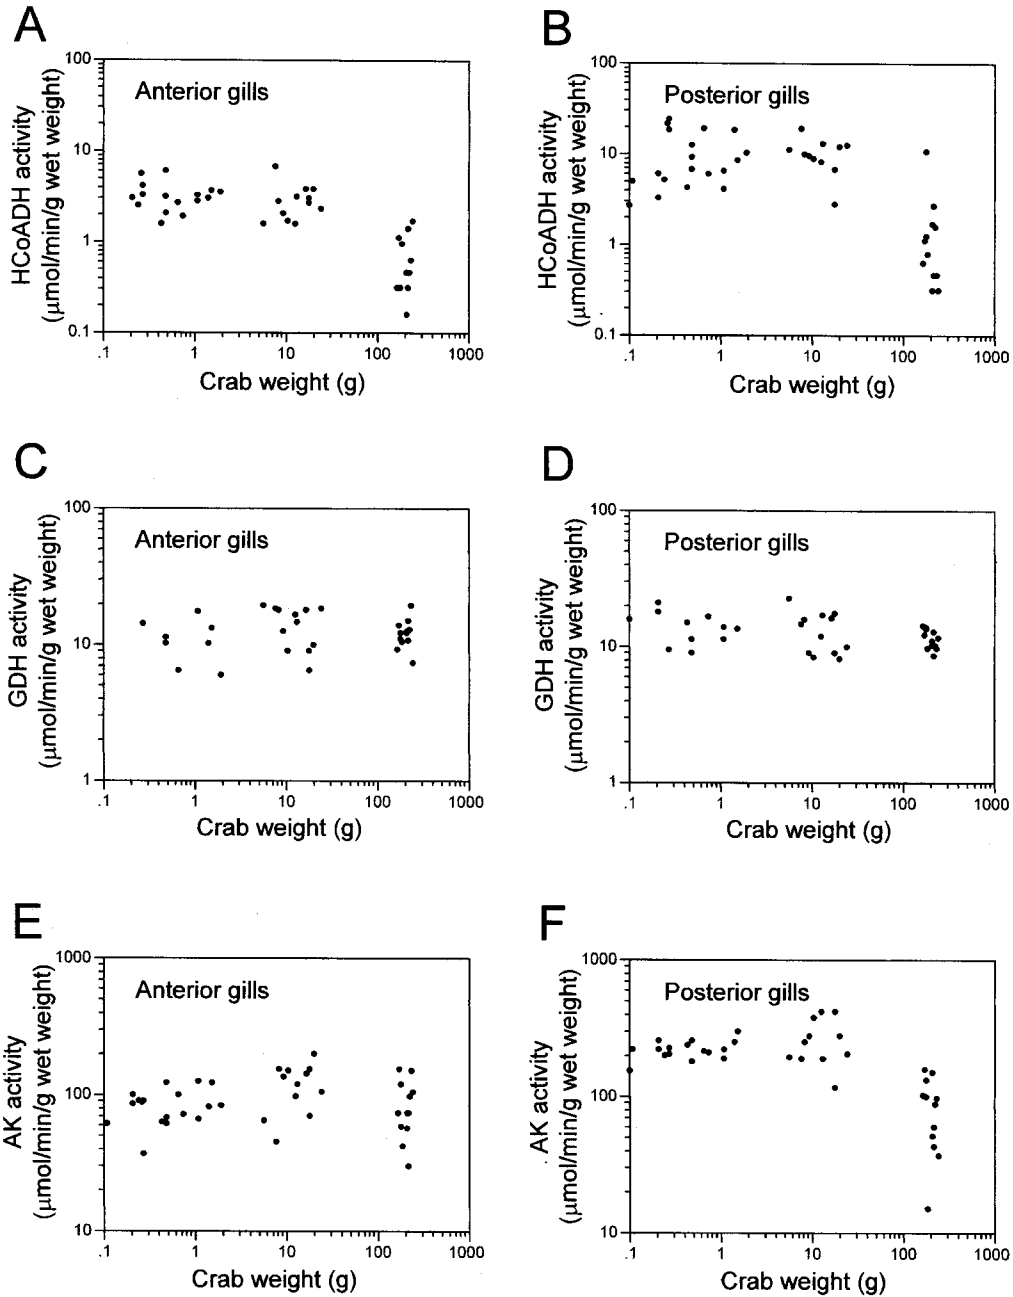 A
100
10
1
0.1
HCoADH activity
(μmol/min/g wet weight)
Anterior gills
.1 1 10 100 1000
Crab weight (g)
B
100
10
1
0.1
HCoADH activity
(μmol/min/g wet weight)
Posterior gills
.1 1 10 100 1000
Crab weight (g)
C
100
10
1
GDH activity
(μmol/min/g wet weight)
Anterior gills
.1 1 10 100 1000
Crab weight (g)
D
100
10
1
GDH activity
(μmol/min/g wet weight)
Posterior gills
.1 1 10 100 1000
Crab weight (g)
E
1000
100
10
AK activity
(μmol/min/g wet weight)
Anterior gills
.1 1 10 100 1000
Crab weight (g)
F
1000
100
10
AK activity
(μmol/min/g wet weight)
Posterior gills
.1 1 10 100 1000
Crab weight (g)